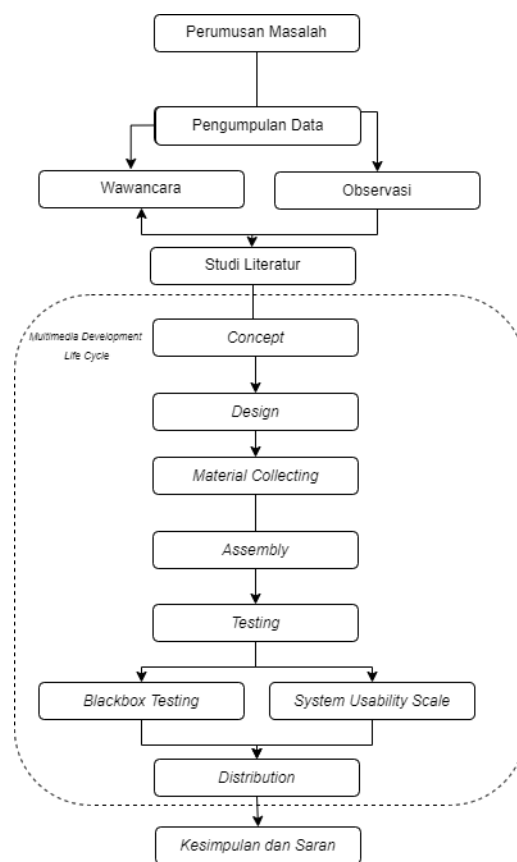 Perumusan Masalah
Pengumpulan Data
Wawancara
Observasi
Studi Literatur
Multimedia Development
Life Cycle
Concept
Design
Material Collecting
Assembly
Testing
Blackbox Testing
System Usability Scale
Distribution
Kesimpulan dan Saran